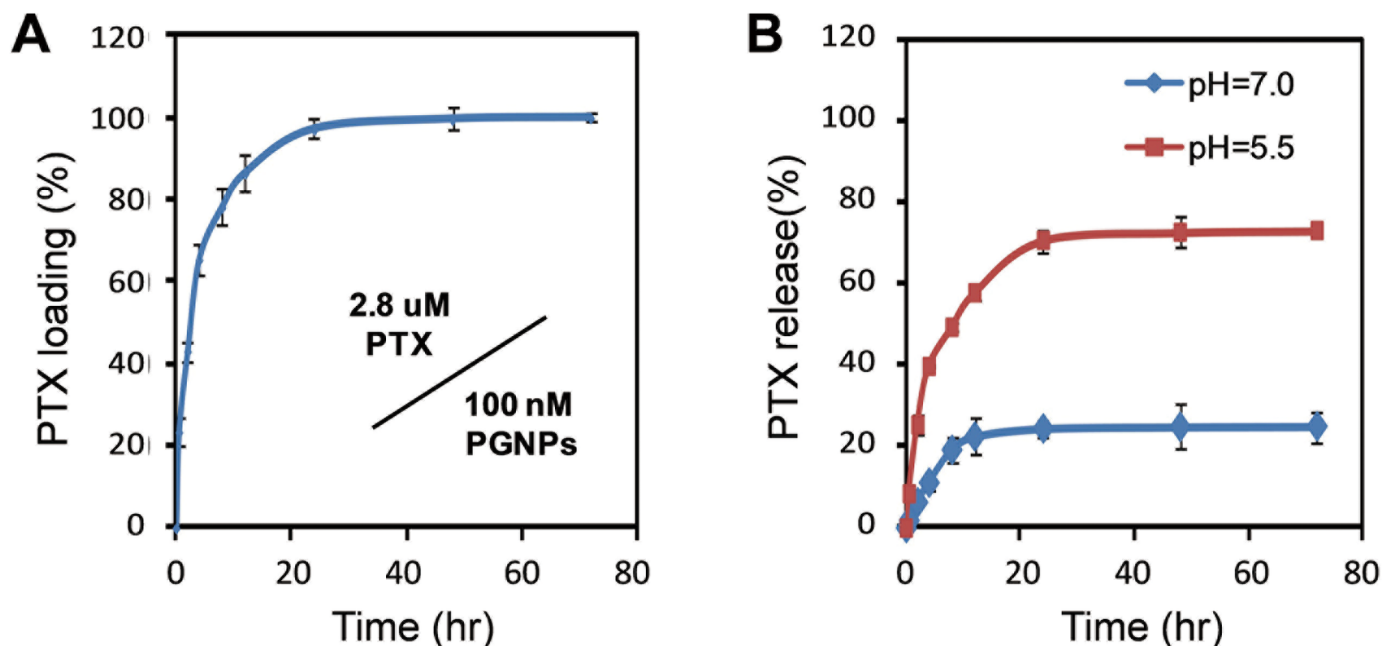 A
PTX loading (%)
120
100
80
60
40
20
0
2.8 uM
PTX
100 nM
PGNPs
0 20 40 60 80
Time (hr)
B
PTX release(%)
120
100
80
60
40
20
0
pH=7.0
pH=5.5
0 20 40 60 80
Time (hr)